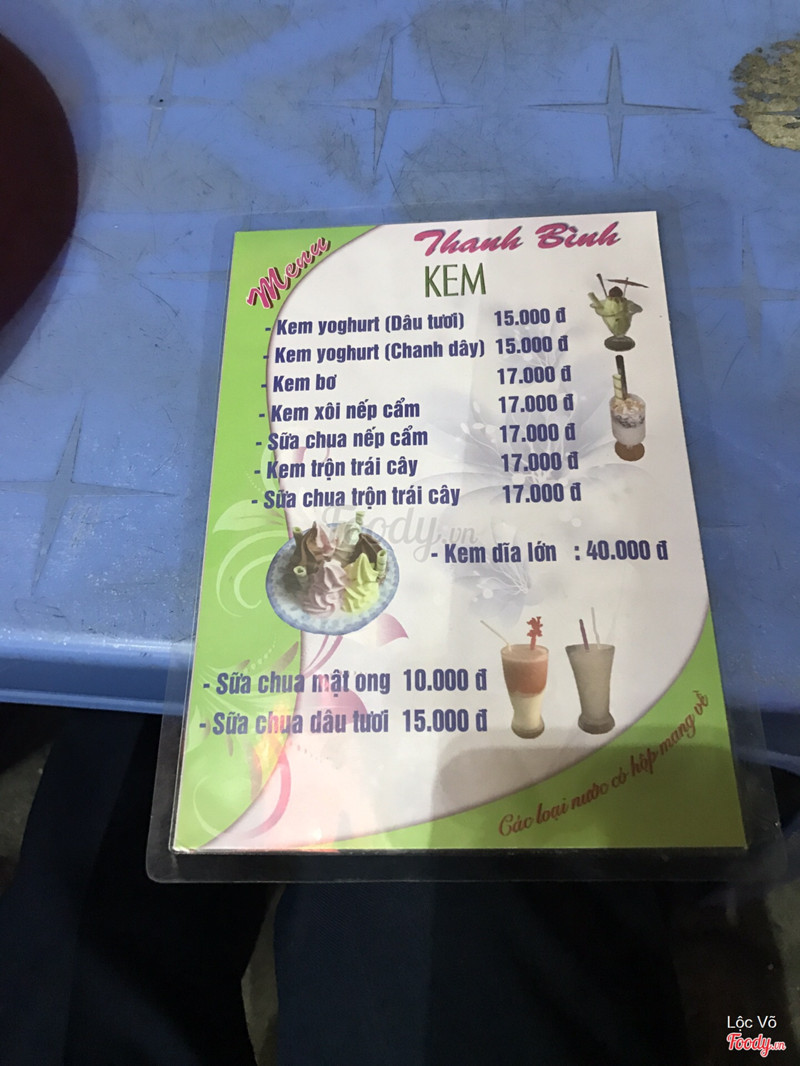 Menu
Thanh Bình
KEM
- Kem yoghurt (Dâu tươi) 15.000 đ
- Kem yoghurt (Chanh dây) 15.000 đ
- Kem bơ 17.000 đ
- Kem xôi nếp cẩm 17.000 đ
- Sữa chua nếp cẩm 17.000 đ
- Kem trộn trái cây 17.000 đ
- Sữa chua trộn trái cây 17.000 đ
Foody.vn
- Kem dĩa lớn : 40.000 đ
- Sữa chua mật ong 10.000 đ
- Sữa chua dâu tươi 15.000 đ
Các loại nước có hộp mang về
Lộc Võ
Foody.vn